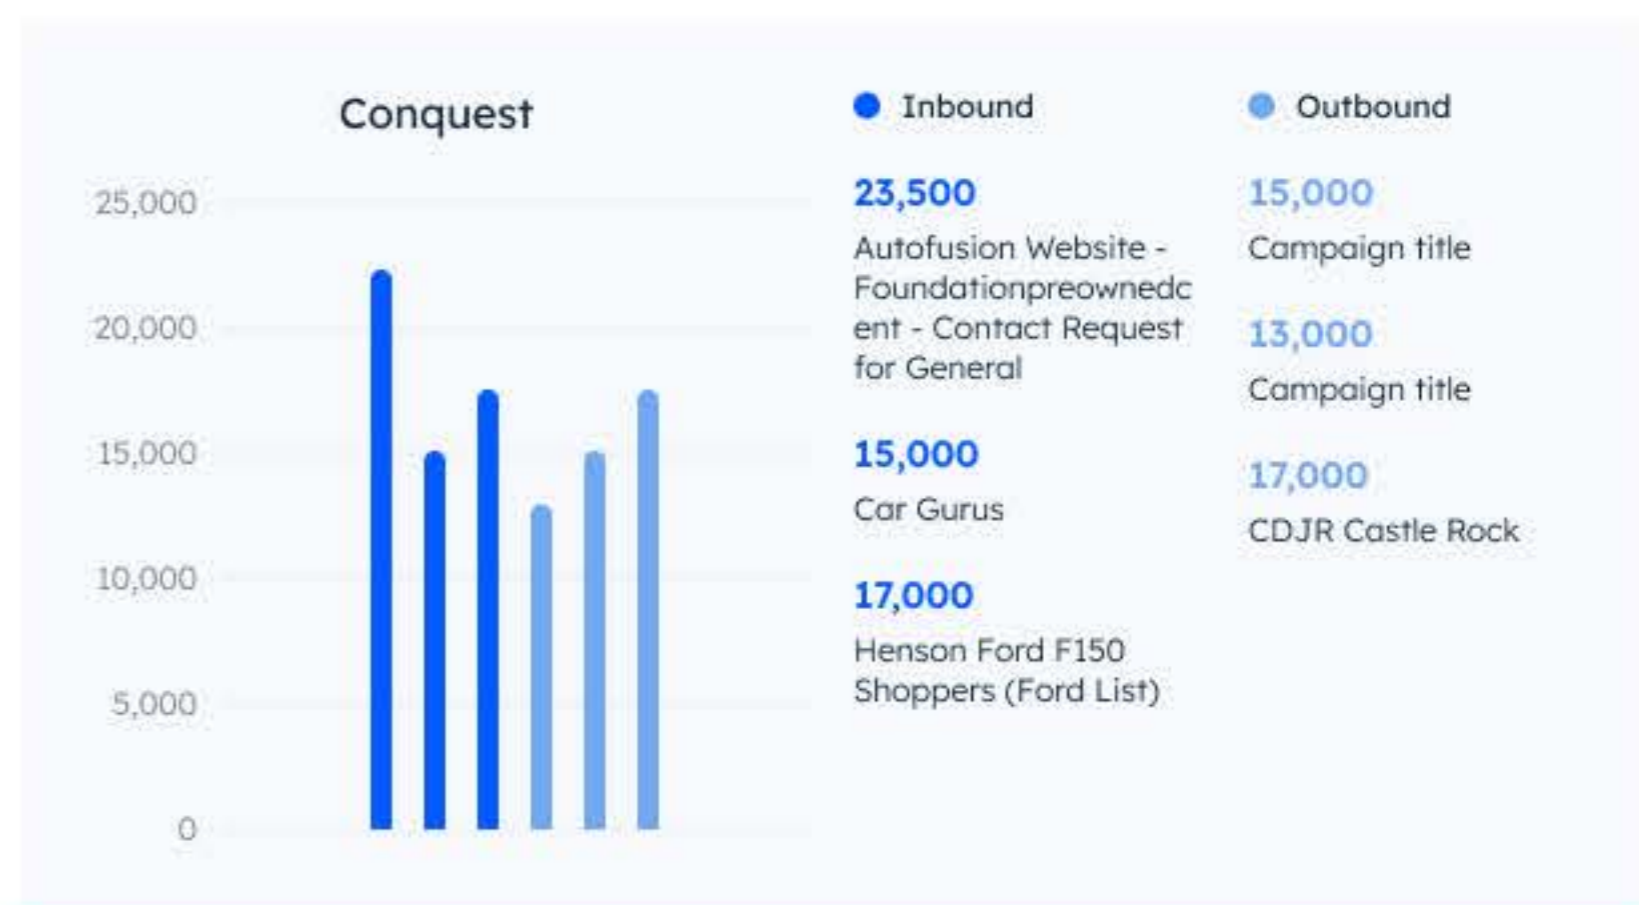 Conquest
25,000
20,000
15,000
10,000
5,000
0
Inbound
23,500
Autofusion Website -
Foundationpreownedc
ent - Contact Request
for General
15,000
Car Gurus
17,000
Henson Ford F150
Shoppers (Ford List)
Outbound
15,000
Campaign title
13,000
Campaign title
17,000
CDJR Castle Rock